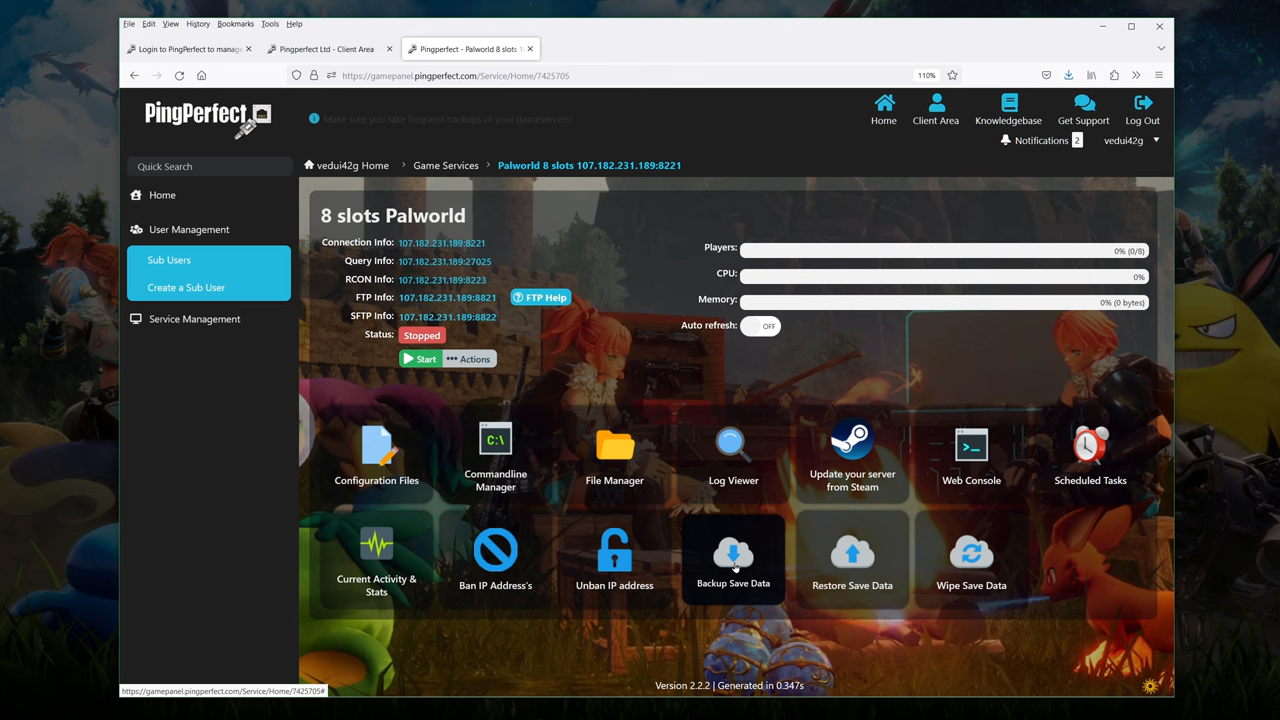 File Edit View History Bookmarks Tools Help
Login to PingPerfect to manage
Pingperfect Ltd - Client Area
Pingperfect - Palworld 8 slots
https://gamepanel.pingperfect.com/Service/Home/7425705
110%
PingPerfect
Make sure you take frequent backups of your gameservers!
Home
Client Area
Knowledgebase
Get Support
Log Out
Notifications 2
vedui42g
Quick Search
vedui42g Home > Game Services > Palworld 8 slots 107.182.231.189:8221
Home
User Management
Sub Users
Create a Sub User
Service Management
8 slots Palworld
Connection Info: 107.182.231.189:8221
Query Info: 107.182.231.189:27025
RCON Info: 107.182.231.189:8223
FTP Info: 107.182.231.189:8821 FTP Help
SFTP Info: 107.182.231.189:8822
Status: Stopped
Start ••• Actions
Players: 0% (0/8)
CPU: 0%
Memory: 0% (0 bytes)
Auto refresh: OFF
Configuration Files
C:\
Commandline
Manager
File Manager
Log Viewer
Update your server
from Steam
>_
Web Console
Scheduled Tasks
Current Activity &
Stats
Ban IP Address's
Unban IP address
Backup Save Data
Restore Save Data
Wipe Save Data
Version 2.2.2 | Generated in 0.347s
https://gamepanel.pingperfect.com/Service/Home/7425705#